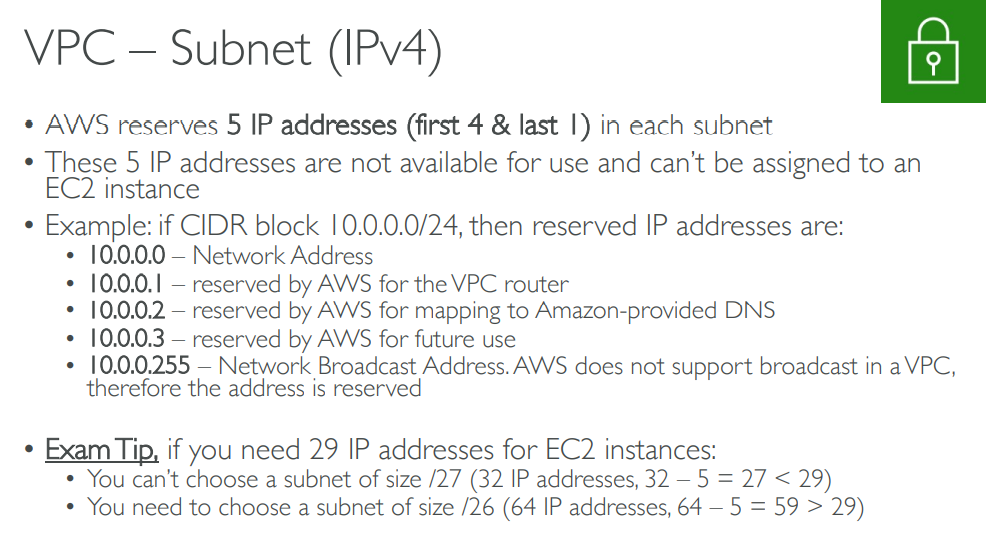 VPC – Subnet (IPv4)
• AWS reserves 5 IP addresses (first 4 & last 1) in each subnet
• These 5 IP addresses are not available for use and can't be assigned to an
EC2 instance
• Example: if CIDR block 10.0.0.0/24, then reserved IP addresses are:
• 10.0.0.0 – Network Address
• 10.0.0.1 – reserved by AWS for the VPC router
• 10.0.0.2 – reserved by AWS for mapping to Amazon-provided DNS
• 10.0.0.3 – reserved by AWS for future use
• 10.0.0.255 – Network Broadcast Address. AWS does not support broadcast in a VPC,
therefore the address is reserved
• Exam Tip, if you need 29 IP addresses for EC2 instances:
• You can't choose a subnet of size /27 (32 IP addresses, 32 – 5 = 27 < 29)
• You need to choose a subnet of size /26 (64 IP addresses, 64 – 5 = 59 > 29)